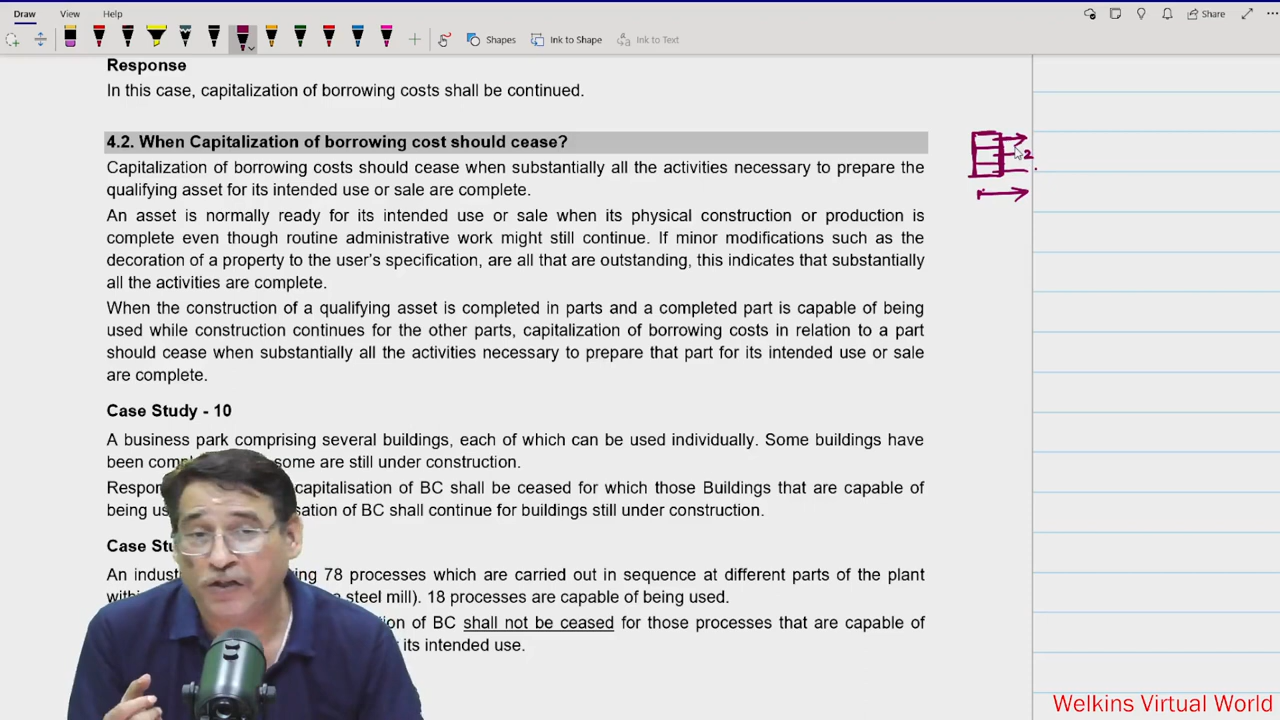 Draw View Help Share
Shapes Ink to Shape Ink to Text
Response
In this case, capitalization of borrowing costs shall be continued.
4.2. When Capitalization of borrowing cost should cease?
Capitalization of borrowing costs should cease when substantially all the activities necessary to prepare the
qualifying asset for its intended use or sale are complete.
An asset is normally ready for its intended use or sale when its physical construction or production is
complete even though routine administrative work might still continue. If minor modifications such as the
decoration of a property to the user's specification, are all that are outstanding, this indicates that substantially
all the activities are complete.
When the construction of a qualifying asset is completed in parts and a completed part is capable of being
used while construction continues for the other parts, capitalization of borrowing costs in relation to a part
should cease when substantially all the activities necessary to prepare that part for its intended use or sale
are complete.
2
Case Study - 10
A business park comprising several buildings, each of which can be used individually. Some buildings have
been some are still under construction.
capitalisation of BC shall be ceased for which those Buildings that are capable of
being of BC shall continue for buildings still under construction.
Case
An 78 processes which are carried out in sequence at different parts of the plant
steel mill). 18 processes are capable of being used.
of BC shall not be ceased for those processes that are capable of
its intended use.
Welkins Virtual World